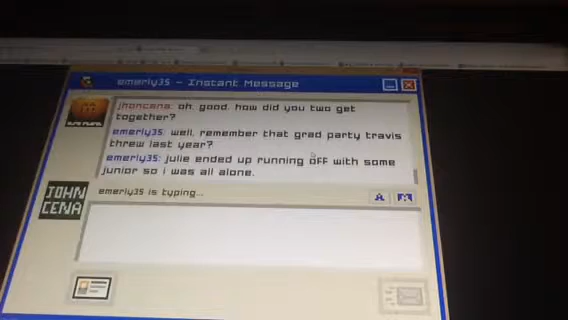 emerly35 - Instant Message
jhoncena: oh. good. how did you two get
together?
emerly35: well, remember that grad party travis
threw last year?
emerly35: julie ended up running off with some
junior so i was all alone.
emerly35 is typing...
JOHN
CENA